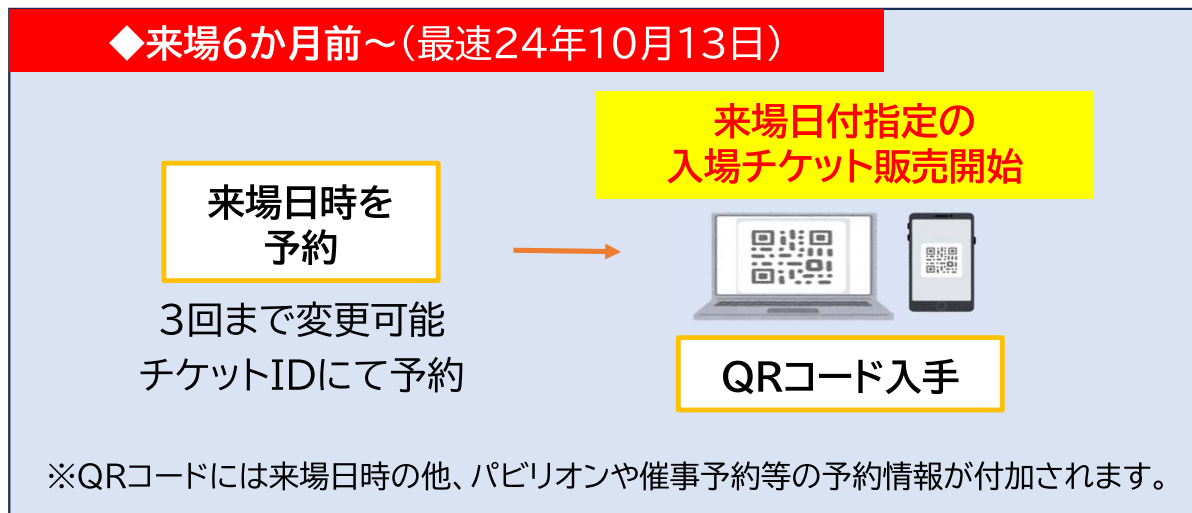 ◆来場6か月前～(最速24年10月13日)
来場日付指定の
入場チケット販売開始
来場日時を
予約
3回まで変更可能
チケットIDにて予約
QRコード入手
※QRコードには来場日時の他、パビリオンや催事予約等の予約情報が付加されます。